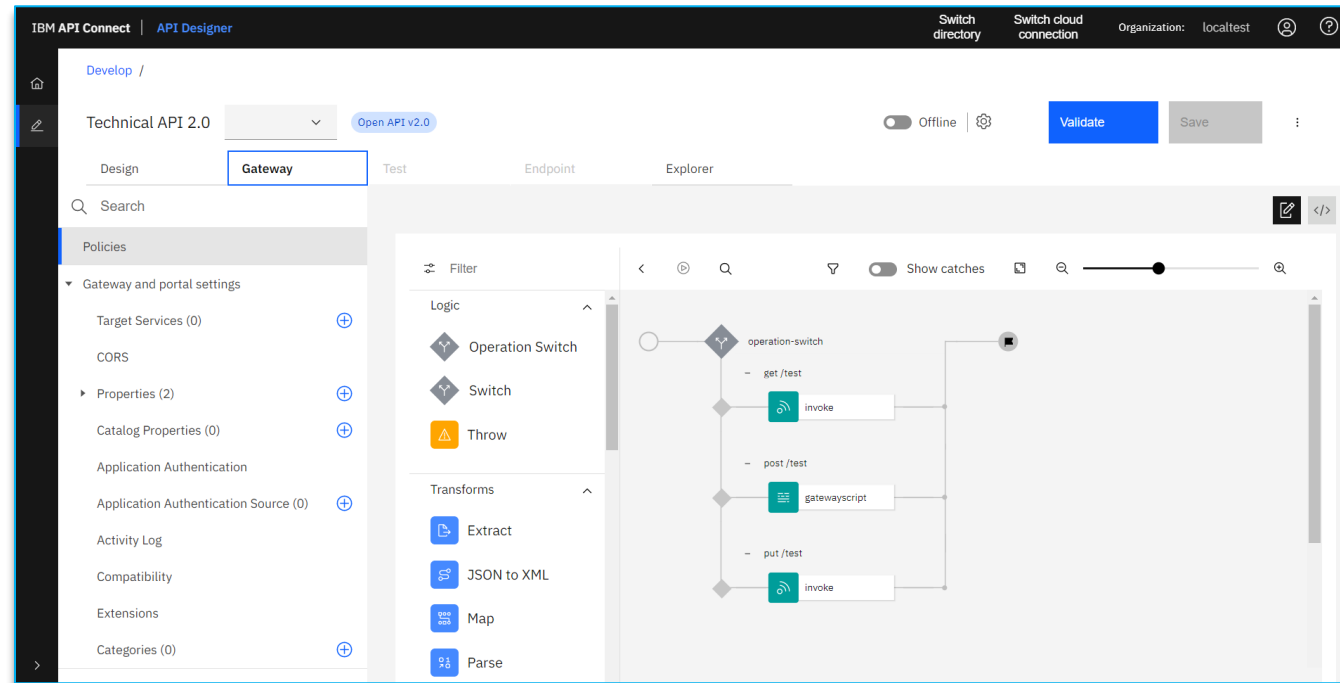 IBM API Connect | API Designer
Switch directory
Switch cloud connection
Organization: localtest
Develop /
Technical API 2.0
Open API v2.0
Offline
Validate
Save
Design
Gateway
Test
Endpoint
Explorer
Search
</>
Policies
Filter
Show catches
Gateway and portal settings
Target Services (0)
CORS
Properties (2)
Catalog Properties (0)
Application Authentication
Application Authentication Source (0)
Activity Log
Compatibility
Extensions
Categories (0)
Logic
Operation Switch
Switch
Throw
Transforms
Extract
JSON to XML
Map
Parse
operation-switch
– get /test
invoke
– post /test
gatewayscript
– put /test
invoke